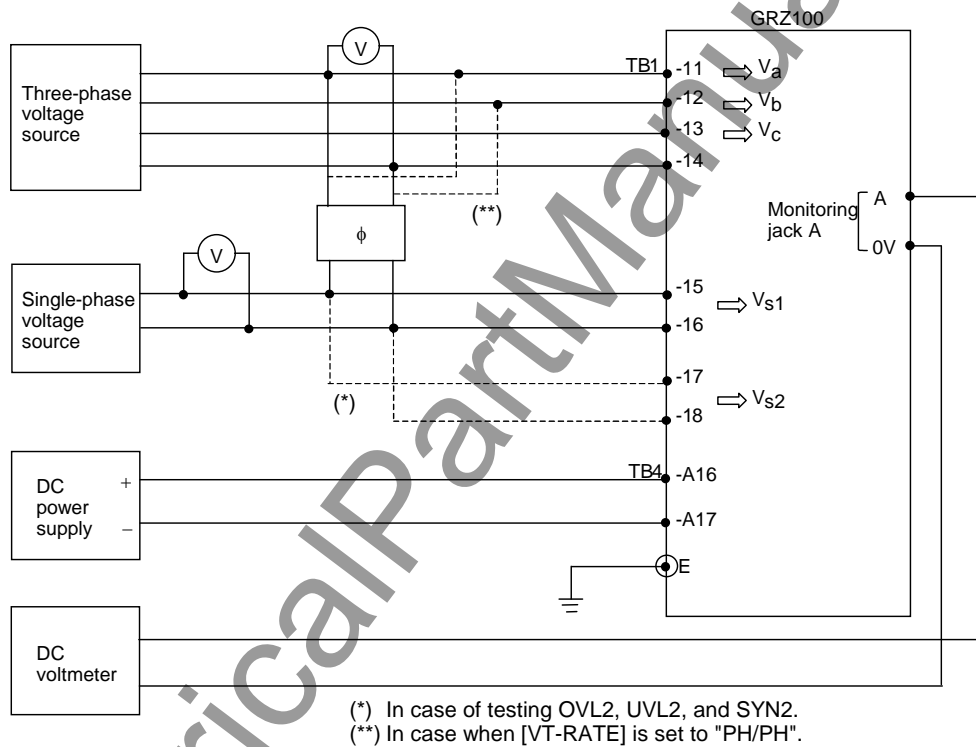 GRZ100
V
TB1 -11 Va
-12 Vb
-13 Vc
-14
Three-phase
voltage
source
(**)
ϕ
Monitoring
jack A
A
0V
V
Single-phase
voltage
source
-15
-16 Vs1
-17
(*)
-18 Vs2
DC
power
supply
+
−
TB4 -A16
-A17
E
DC
voltmeter
(*) In case of testing OVL2, UVL2, and SYN2.
(**) In case when [VT-RATE] is set to "PH/PH".
ricalPartManua